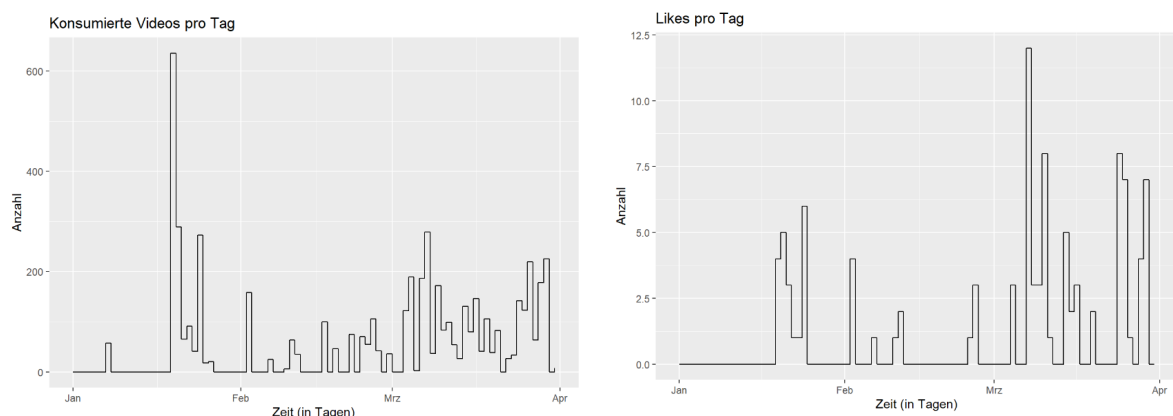 Konsumierte Videos pro Tag
600
400
200
0
Anzahl
Jan
Feb
Mrz
Apr
Zeit (in Tagen)
Likes pro Tag
12.5
10.0
7.5
5.0
2.5
0.0
Anzahl
Jan
Feb
Mrz
Apr
Zeit (in Tagen)